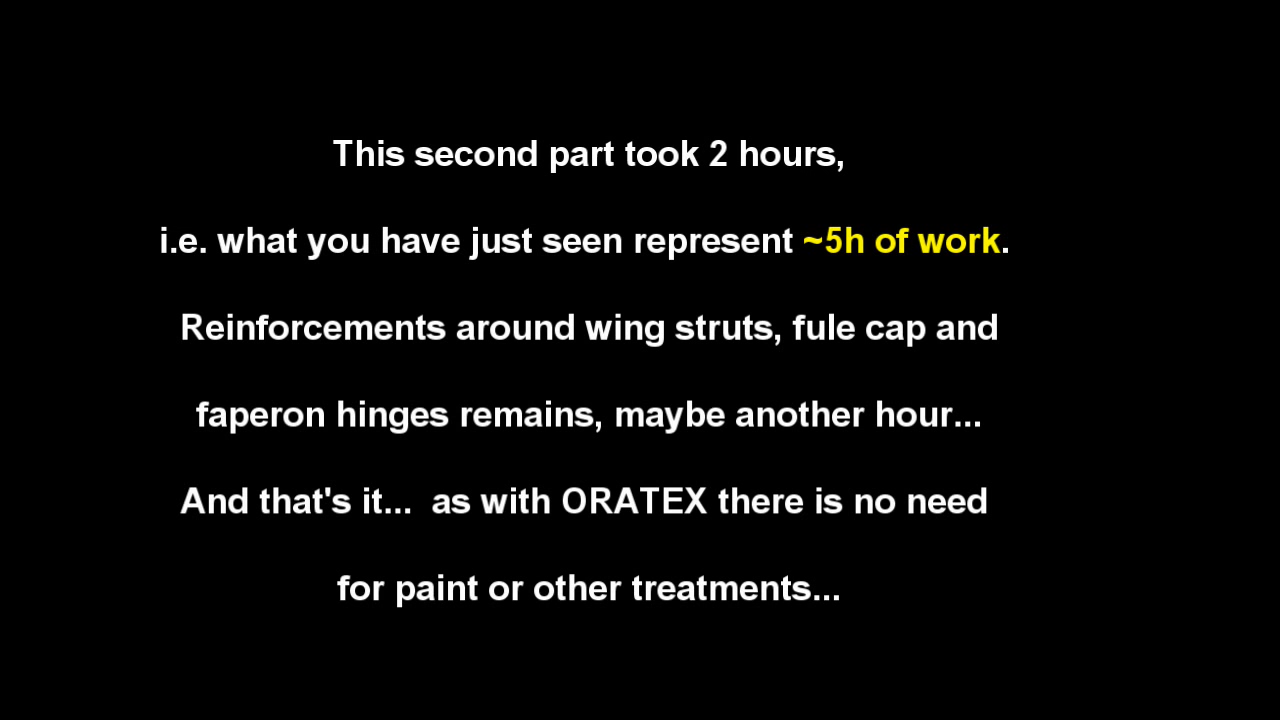 This second part took 2 hours,
i.e. what you have just seen represent ~5h of work.
Reinforcements around wing struts, fule cap and
faperon hinges remains, maybe another hour...
And that's it...  as with ORATEX there is no need
for paint or other treatments...